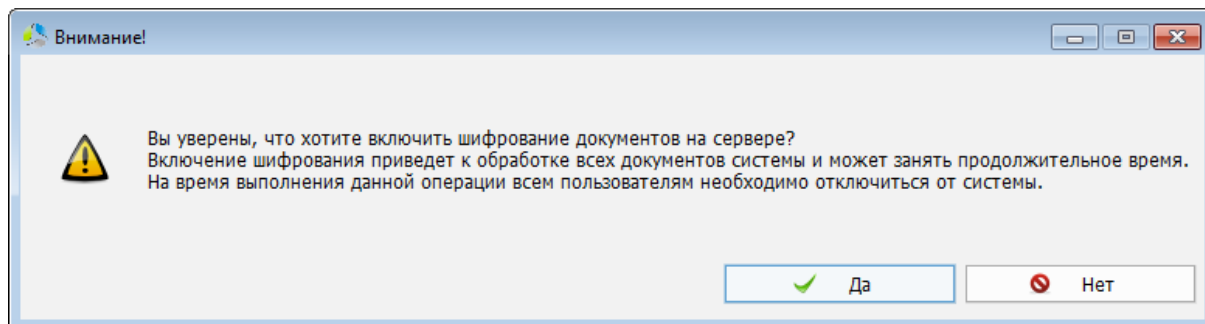 Внимание!
Вы уверены, что хотите включить шифрование документов на сервере?
Включение шифрования приведет к обработке всех документов системы и может занять продолжительное время.
На время выполнения данной операции всем пользователям необходимо отключиться от системы.
Да
Нет